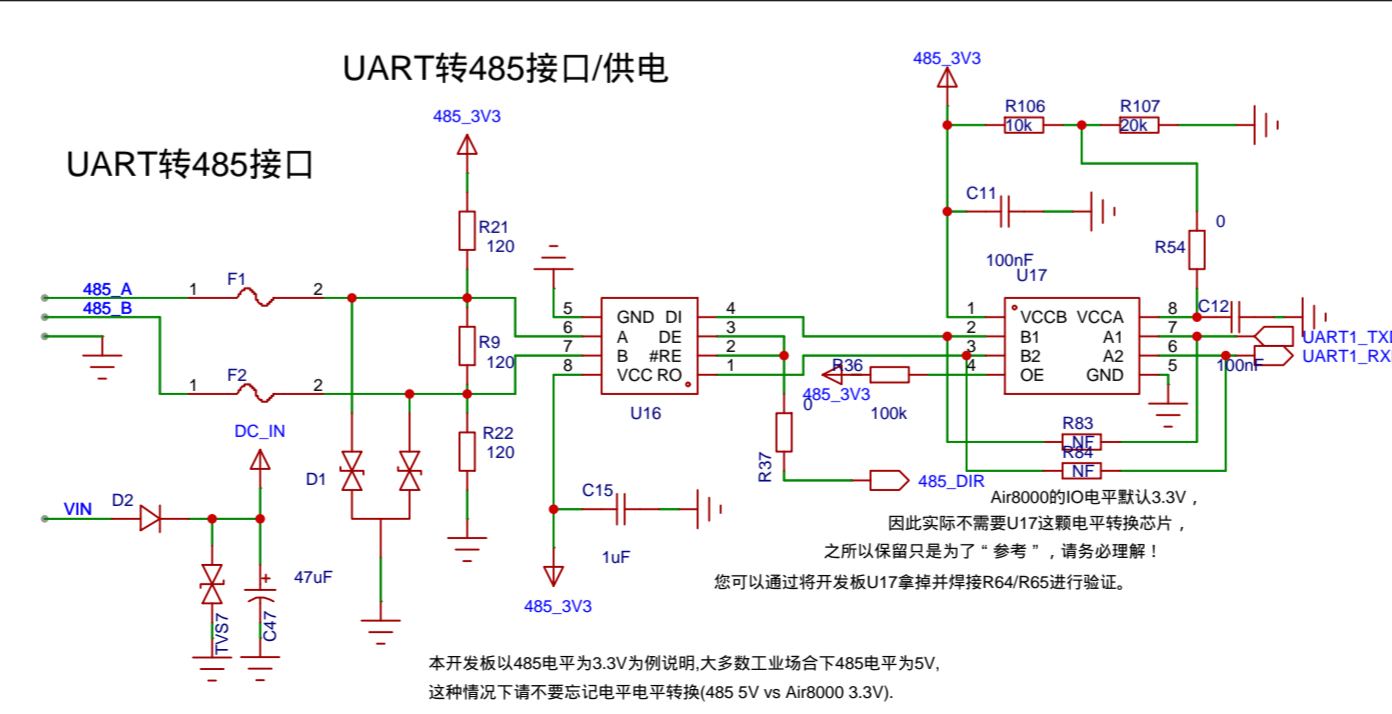 UART转485接口/供电
UART转485接口
485_3V3
R21
120
R9
120
R22
120
485_A
485_B
F1
1
2
F2
1
2
DC_IN
VIN
D2
D1
TVS7
C47
47uF
+
5
6
7
8
GND DI
A DE
B #RE
VCC RO
4
3
2
1
U16
C15
1uF
485_3V3
R37
0
485_DIR
485_3V3
R36
100k
485_3V3
R106
10k
R107
20k
C11
100nF
U17
R54
0
1
2
3
4
VCCB VCCA
B1 A1
B2 A2
OE GND
8
7
6
5
C12
100nF
UART1_TX
UART1_RX
R83
NF
R84
NF
Air8000的IO电平默认3.3V，
因此实际不需要U17这颗电平转换芯片，
之所以保留只是为了“参考”，请务必理解！
您可以通过将开发板U17拿掉并焊接R64/R65进行验证。
本开发板以485电平为3.3V为例说明,大多数工业场合下485电平为5V,
这种情况下请不要忘记电平电平转换(485 5V vs Air8000 3.3V).